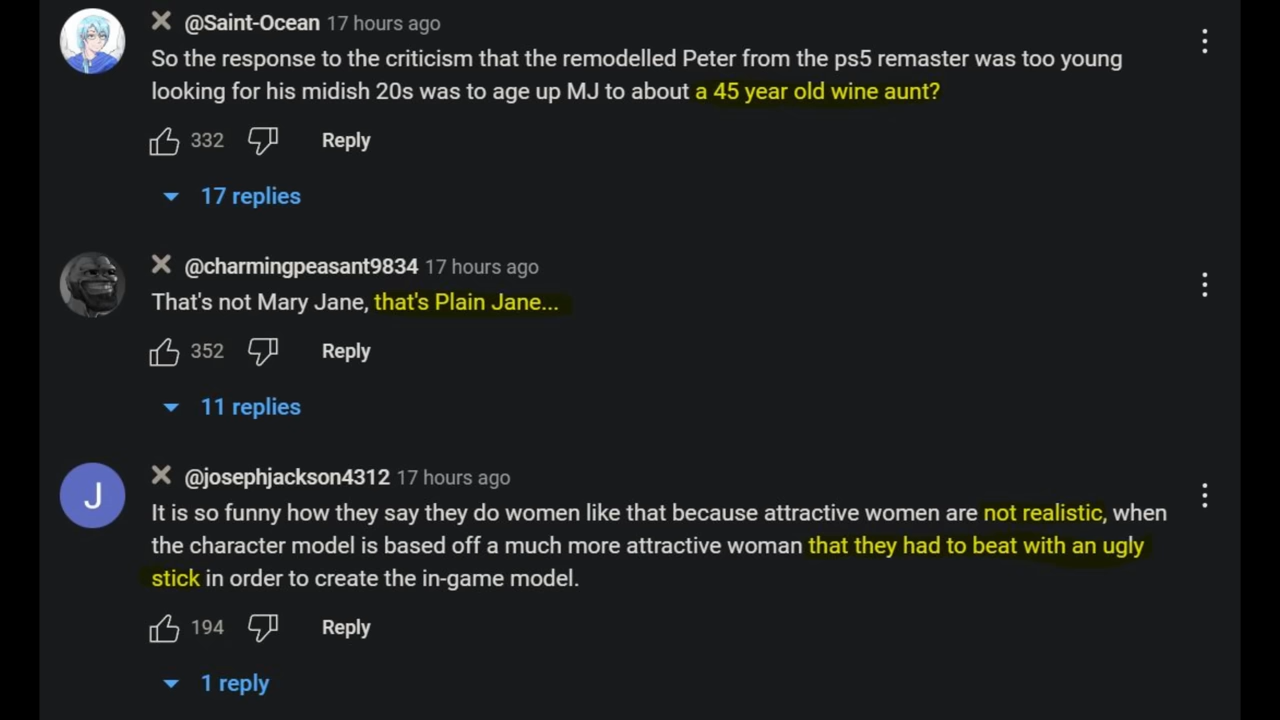 @Saint-Ocean 17 hours ago
So the response to the criticism that the remodelled Peter from the ps5 remaster was too young
looking for his midish 20s was to age up MJ to about a 45 year old wine aunt?
332 Reply
17 replies
@charmingpeasant9834 17 hours ago
That's not Mary Jane, that's Plain Jane...
352 Reply
11 replies
J
@josephjackson4312 17 hours ago
It is so funny how they say they do women like that because attractive women are not realistic, when
the character model is based off a much more attractive woman that they had to beat with an ugly
stick in order to create the in-game model.
194 Reply
1 reply